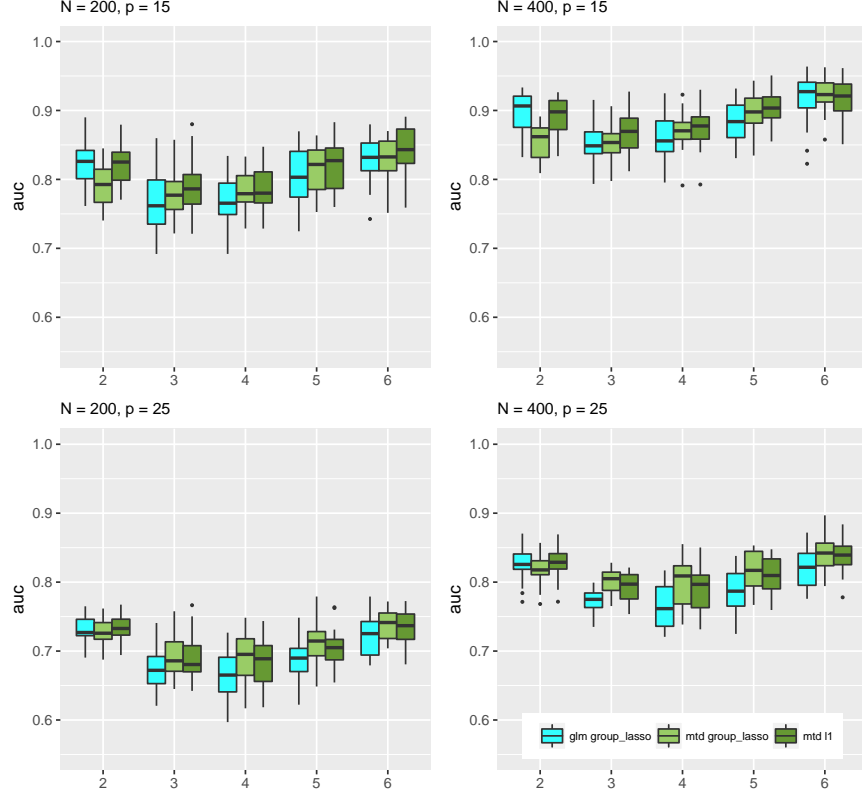 N = 200, p = 15
1.0
0.9
0.8
0.7
0.6
auc
2 3 4 5 6
N = 400, p = 15
1.0
0.9
0.8
0.7
0.6
auc
2 3 4 5 6
N = 200, p = 25
1.0
0.9
0.8
0.7
0.6
auc
2 3 4 5 6
N = 400, p = 25
1.0
0.9
0.8
0.7
0.6
auc
glm group_lasso mtd group_lasso mtd l1
2 3 4 5 6